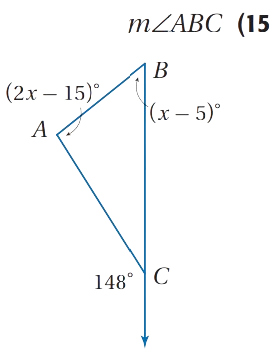 m∠ABC (15
B
(2x − 15)°
(x − 5)°
A
148° C